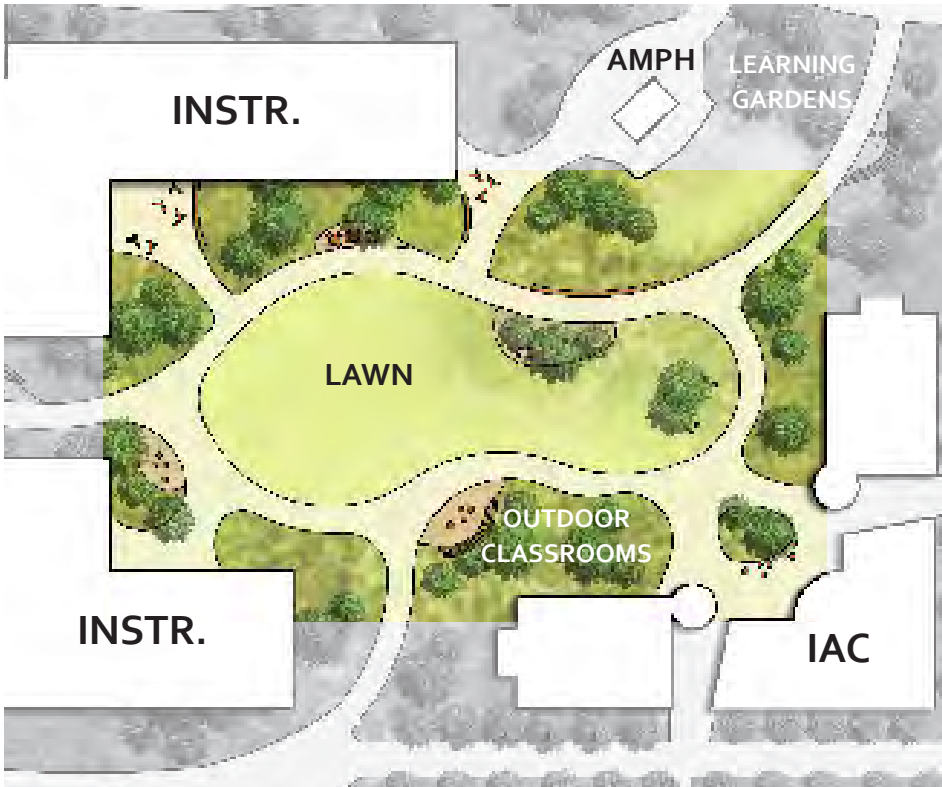 AMPH
LEARNING
GARDENS
INSTR.
LAWN
OUTDOOR
CLASSROOMS
INSTR.
IAC